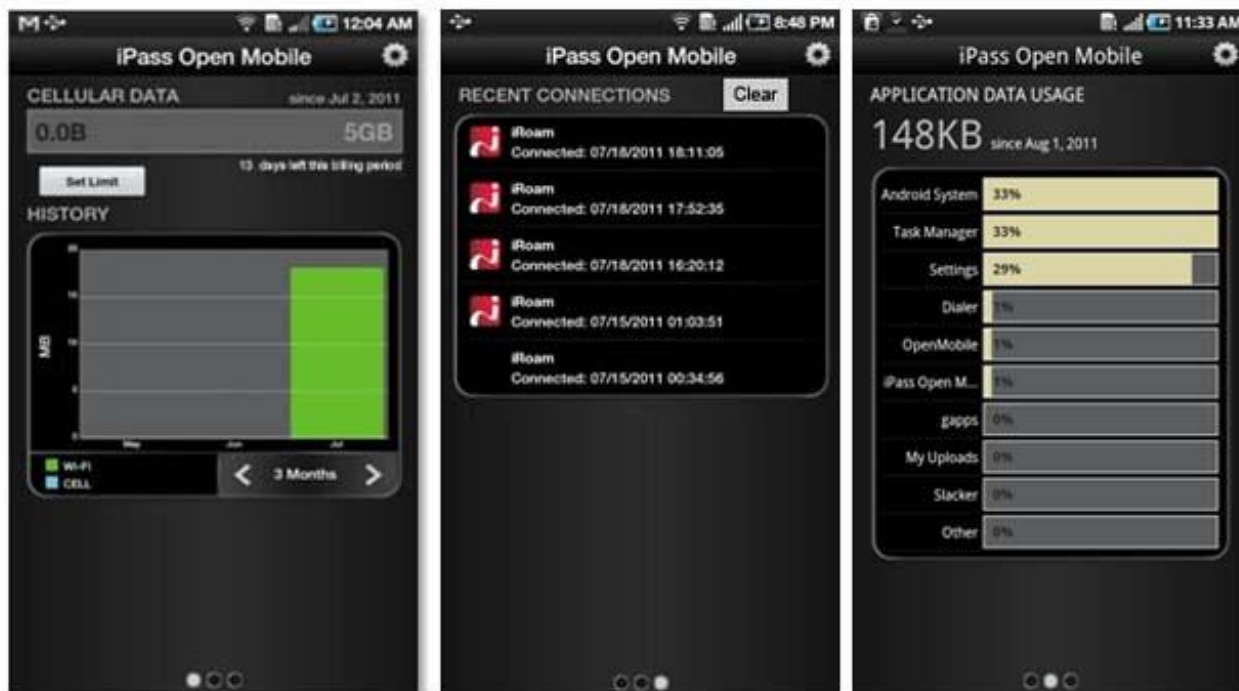 12:04 AM
iPass Open Mobile
CELLULAR DATA since Jul 2, 2011
0.0B 5GB
13 days left this billing period
Set Limit
HISTORY
20
15
10
5
0
MB
May Jun Jul
Wi-Fi
CELL
3 Months
8:48 PM
iPass Open Mobile
RECENT CONNECTIONS Clear
iRoam
Connected: 07/18/2011 18:11:05
iRoam
Connected: 07/18/2011 17:52:35
iRoam
Connected: 07/18/2011 16:20:12
iRoam
Connected: 07/15/2011 01:03:51
iRoam
Connected: 07/15/2011 00:34:56
11:33 AM
iPass Open Mobile
APPLICATION DATA USAGE
148KB since Aug 1, 2011
Android System 33%
Task Manager 33%
Settings 29%
Dialer 1%
OpenMobile 1%
iPass Open M... 1%
gapps 0%
My Uploads 0%
Slacker 0%
Other 0%